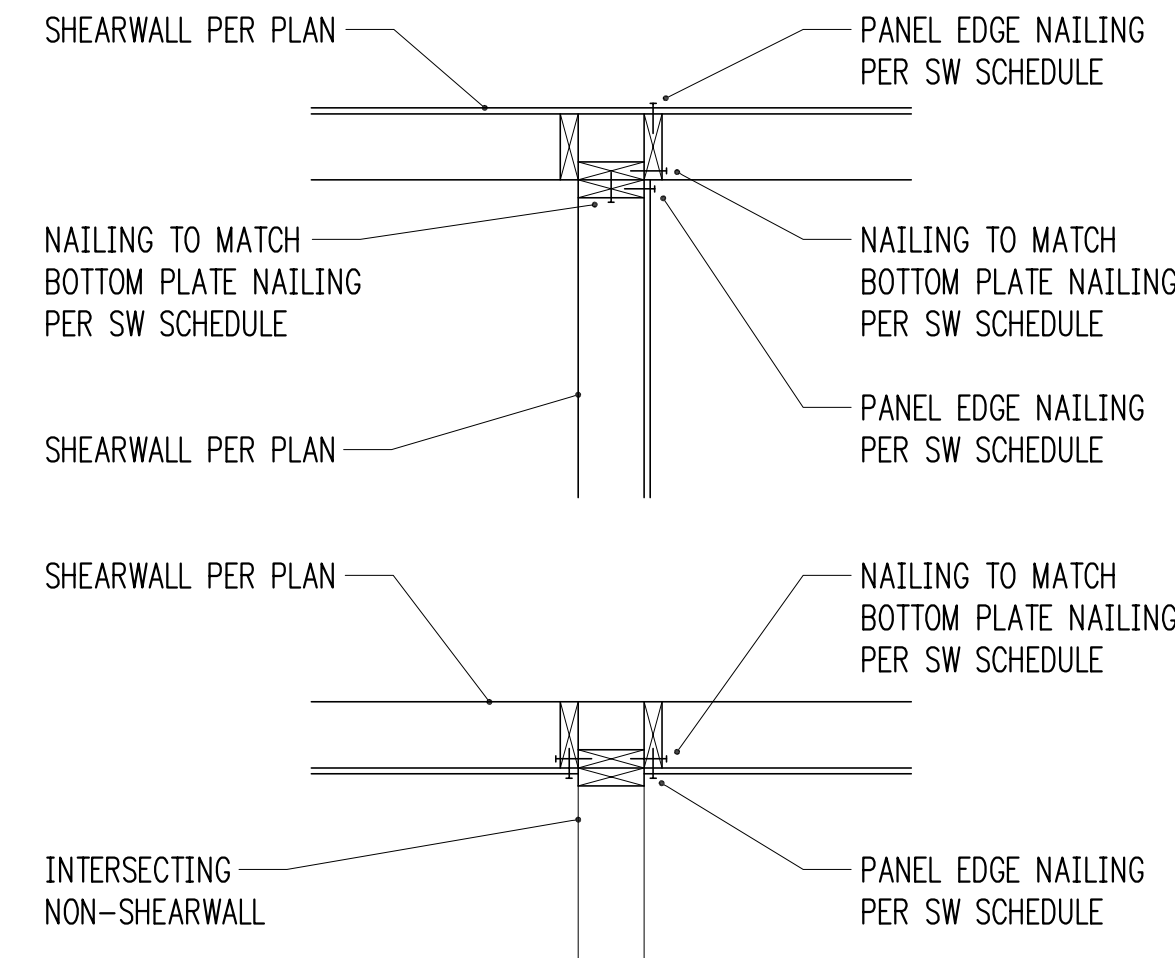 SHEARWALL PER PLAN
PANEL EDGE NAILING
PER SW SCHEDULE
NAILING TO MATCH
BOTTOM PLATE NAILING
PER SW SCHEDULE
NAILING TO MATCH
BOTTOM PLATE NAILING
PER SW SCHEDULE
SHEARWALL PER PLAN
PANEL EDGE NAILING
PER SW SCHEDULE
SHEARWALL PER PLAN
NAILING TO MATCH
BOTTOM PLATE NAILING
PER SW SCHEDULE
INTERSECTING
NON-SHEARWALL
PANEL EDGE NAILING
PER SW SCHEDULE